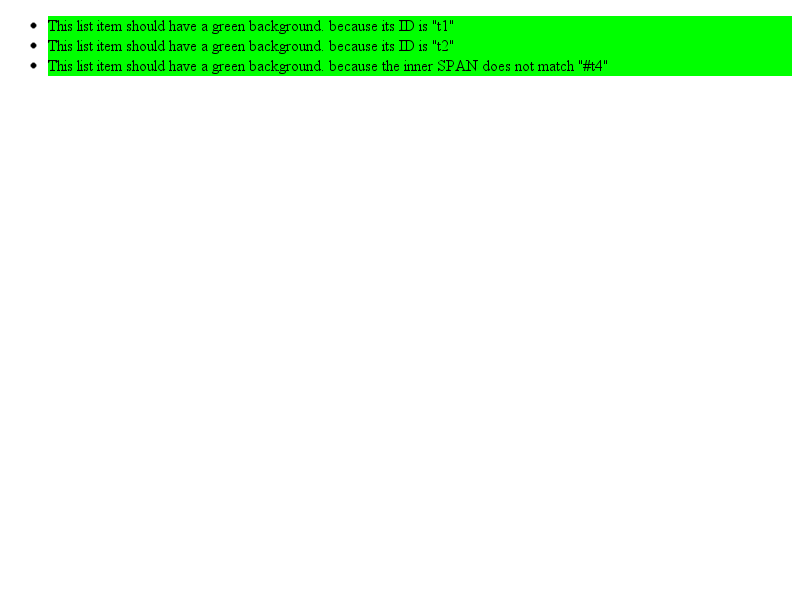 This list item should have a green background. because its ID is "t1"
This list item should have a green background. because its ID is "t2"
This list item should have a green background. because the inner SPAN does not match "#t4"